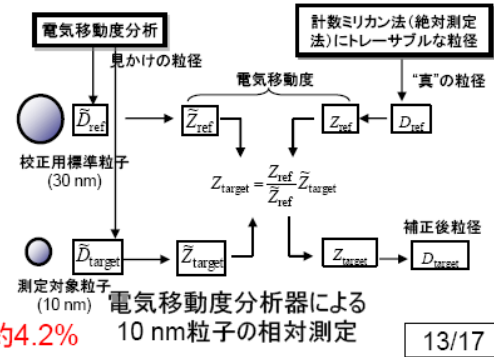 電気移動度分析
計数ミリカン法(絶対測定
法)にトレーサブルな粒径
見かけの粒径
電気移動度
"真"の粒径
D̃ref
Z̃ref
Zref
Dref
校正用標準粒子
(30 nm)
Ztarget = Zref / Z̃ref Z̃target
補正後粒径
D̃target
Z̃target
Ztarget
Dtarget
測定対象粒子
(10 nm)
電気移動度分析器による
10 nm粒子の相対測定
約4.2%
13/17